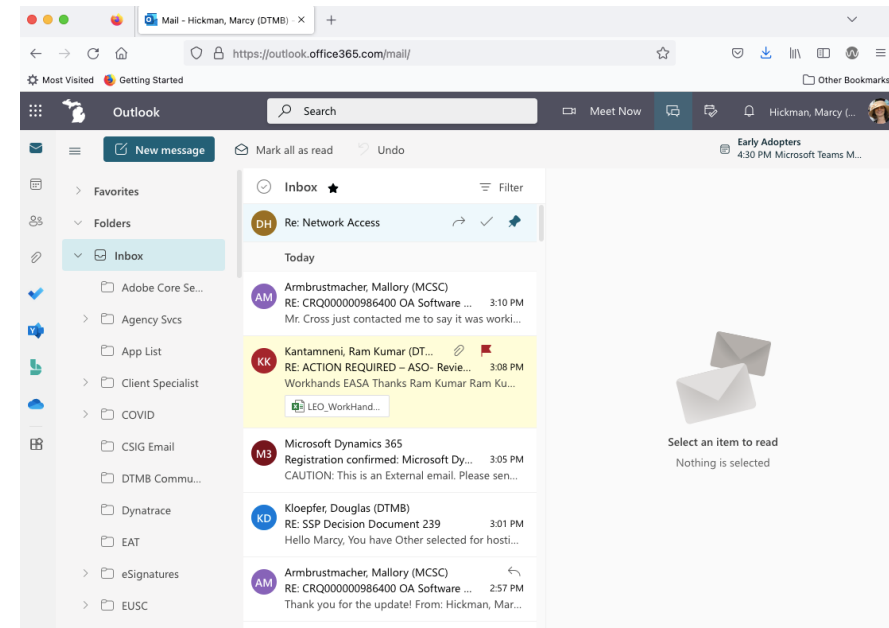 Mail - Hickman, Marcy (DTMB) -
https://outlook.office365.com/mail/
Most Visited Getting Started Other Bookmarks
Outlook Search Meet Now Hickman, Marcy (...
New message Mark all as read Undo Early Adopters
4:30 PM Microsoft Teams M...
Favorites
Folders
Inbox
Adobe Core Se...
Agency Svcs
App List
Client Specialist
COVID
CSIG Email
DTMB Commu...
Dynatrace
EAT
eSignatures
EUSC
Inbox Filter
DH Re: Network Access
Today
AM Armbrustmacher, Mallory (MCSC)
RE: CRQ000000986400 OA Software ... 3:10 PM
Mr. Cross just contacted me to say it was worki...
KK Kantamneni, Ram Kumar (DT...
RE: ACTION REQUIRED – ASO- Revie... 3:08 PM
Workhands EASA Thanks Ram Kumar Ram Ku...
LEO_WorkHand...
M3 Microsoft Dynamics 365
Registration confirmed: Microsoft Dy... 3:05 PM
CAUTION: This is an External email. Please sen...
KD Kloepfer, Douglas (DTMB)
RE: SSP Decision Document 239 3:01 PM
Hello Marcy, You have Other selected for hosti...
AM Armbrustmacher, Mallory (MCSC)
RE: CRQ000000986400 OA Software ... 2:57 PM
Thank you for the update! From: Hickman, Mar...
Select an item to read
Nothing is selected